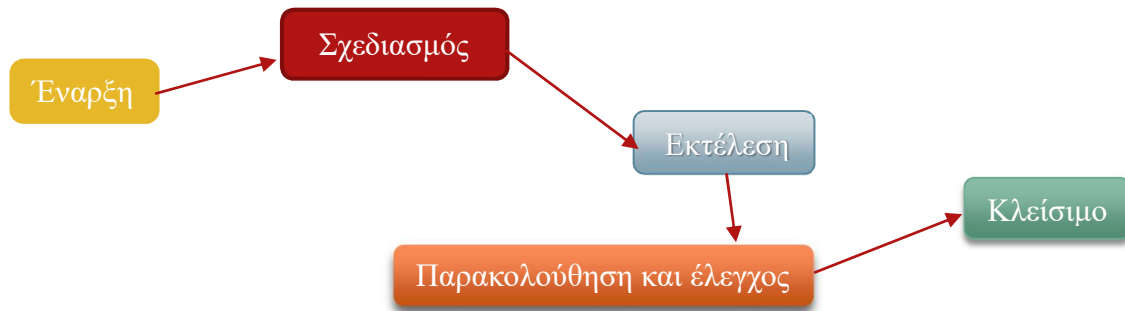 Έναρξη
Σχεδιασμός
Εκτέλεση
Παρακολούθηση και έλεγχος
Κλείσιμο